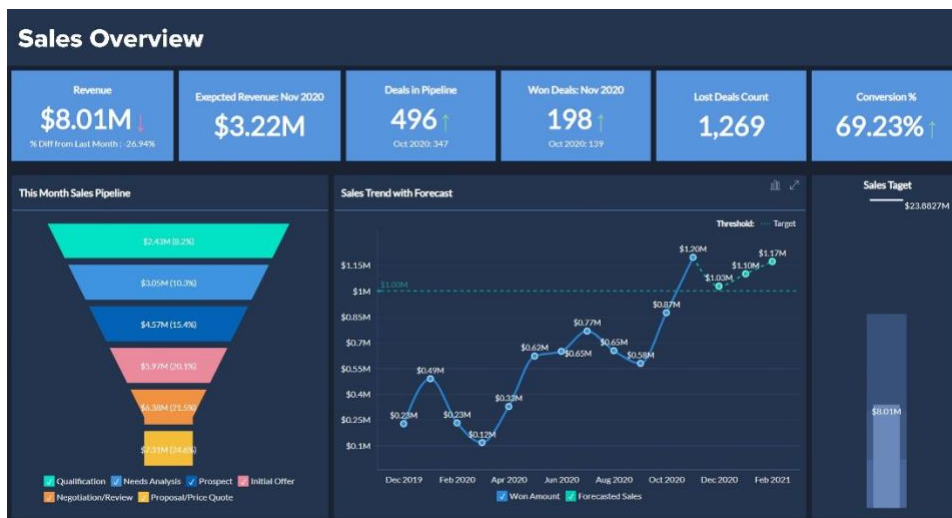 Sales Overview
Revenue
$8.01M ↓
% Diff from Last Month : -26.94%
Exepcted Revenue: Nov 2020
$3.22M
Deals in Pipeline
496 ↑
Oct 2020: 347
Won Deals: Nov 2020
198 ↑
Oct 2020: 139
Lost Deals Count
1,269
Conversion %
69.23% ↑
This Month Sales Pipeline
$2.43M (8.2%)
$3.05M (10.3%)
$4.57M (15.4%)
$5.97M (20.1%)
$6.38M (21.5%)
$7.31M (24.6%)
Qualification
Needs Analysis
Prospect
Initial Offer
Negotiation/Review
Proposal/Price Quote
Sales Trend with Forecast
Threshold: Target
$1.15M
$1M
$0.85M
$0.7M
$0.55M
$0.4M
$0.25M
$0.1M
$1.00M
$0.23M
$0.49M
$0.23M
$0.12M
$0.33M
$0.62M
$0.65M
$0.77M
$0.65M
$0.58M
$0.87M
$1.20M
$1.03M
$1.10M
$1.17M
Dec 2019
Feb 2020
Apr 2020
Jun 2020
Aug 2020
Oct 2020
Dec 2020
Feb 2021
Won Amount
Forecasted Sales
Sales Taget
$23.8827M
$8.01M